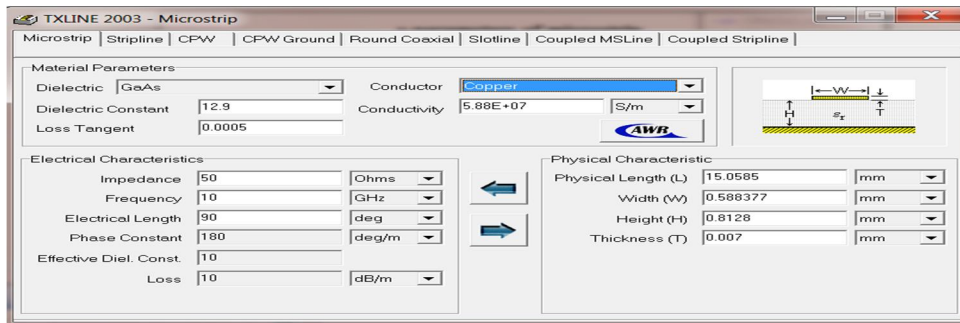 TXLINE 2003 - Microstrip
Microstrip | Stripline | CPW | CPW Ground | Round Coaxial | Slotline | Coupled MSLine | Coupled Stripline |
Material Parameters
Dielectric GaAs Conductor Copper
Dielectric Constant 12.9 Conductivity 5.88E+07 S/m
Loss Tangent 0.0005 AWR
W
H εr T
Electrical Characteristics
Impedance 50 Ohms
Frequency 10 GHz
Electrical Length 90 deg
Phase Constant 180 deg/m
Effective Diel. Const. 10
Loss 10 dB/m
Physical Characteristic
Physical Length (L) 15.0585 mm
Width (W) 0.588377 mm
Height (H) 0.8128 mm
Thickness (T) 0.007 mm